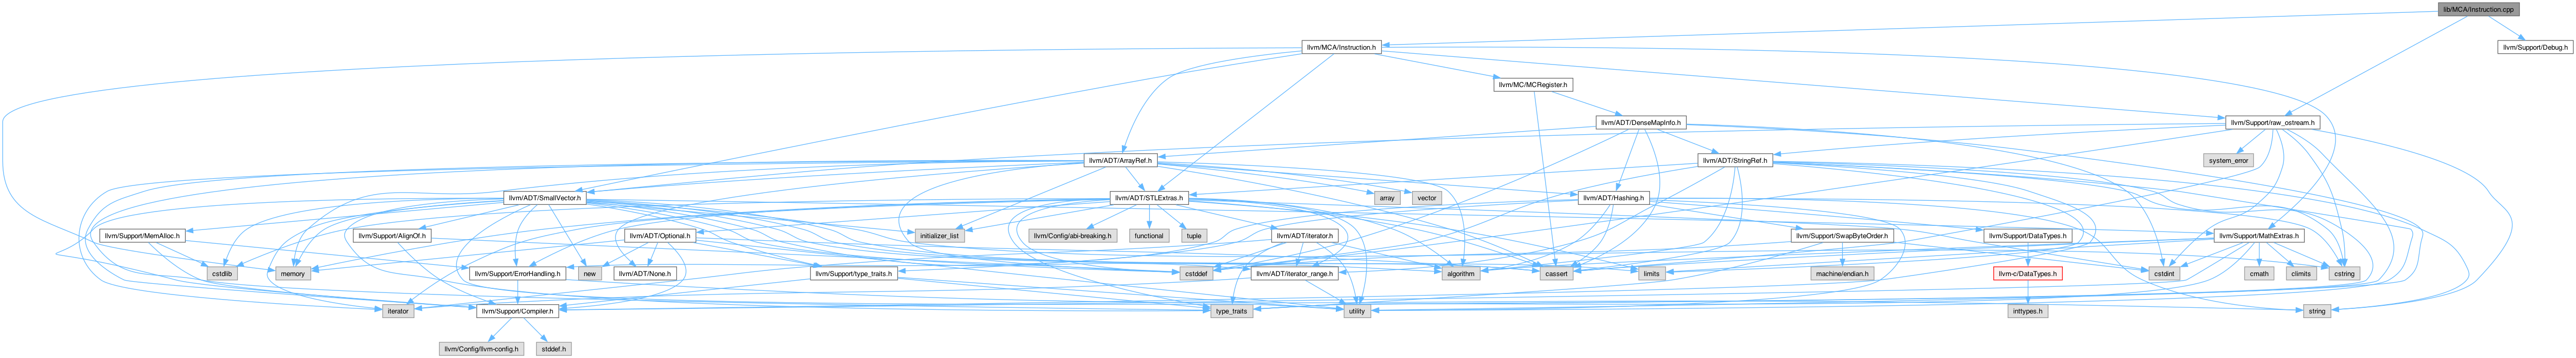 lib/MCA/Instruction.cpp
llvm/MCA/Instruction.h
llvm/Support/Debug.h
llvm/MC/MCRegister.h
llvm/ADT/DenseMapInfo.h
llvm/Support/raw_ostream.h
llvm/ADT/ArrayRef.h
llvm/ADT/StringRef.h
system_error
llvm/ADT/SmallVector.h
llvm/ADT/STLExtras.h
array
vector
llvm/ADT/Hashing.h
llvm/Support/MemAlloc.h
llvm/Support/AlignOf.h
llvm/ADT/Optional.h
initializer_list
llvm/Config/abi-breaking.h
functional
tuple
llvm/ADT/iterator.h
llvm/Support/SwapByteOrder.h
llvm/Support/DataTypes.h
llvm/Support/MathExtras.h
cstdlib
memory
llvm/Support/ErrorHandling.h
new
llvm/ADT/None.h
llvm/Support/type_traits.h
cstddef
llvm/ADT/iterator_range.h
algorithm
cassert
limits
machine/endian.h
llvm-c/DataTypes.h
cstdint
cmath
climits
cstring
iterator
llvm/Support/Compiler.h
type_traits
utility
inttypes.h
string
llvm/Config/llvm-config.h
stddef.h